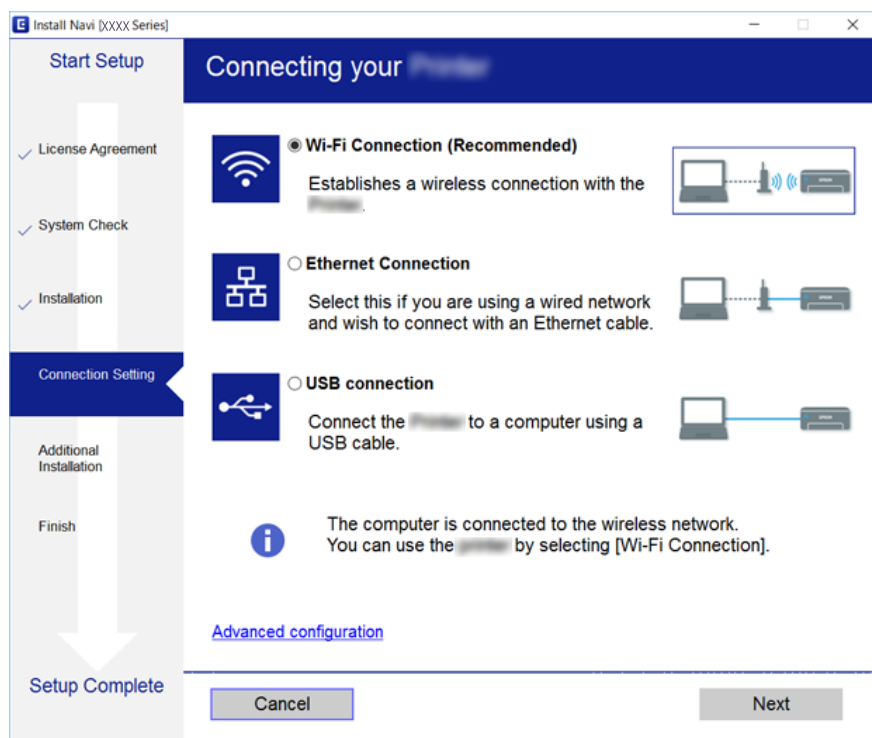 Install Navi [XXXX Series]
Start Setup
License Agreement
System Check
Installation
Connection Setting
Additional
Installation
Finish
Setup Complete
Connecting your
Wi-Fi Connection (Recommended)
Establishes a wireless connection with the
.
Ethernet Connection
Select this if you are using a wired network
and wish to connect with an Ethernet cable.
USB connection
Connect the to a computer using a
USB cable.
The computer is connected to the wireless network.
You can use the by selecting [Wi-Fi Connection].
Advanced configuration
Cancel
Next